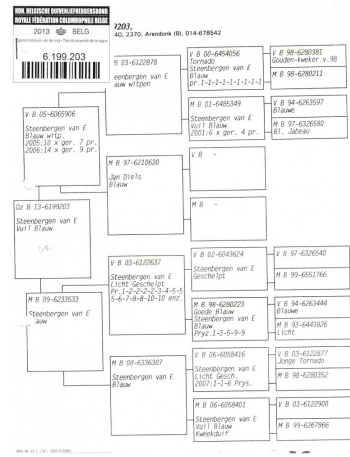 KON. BELGISCHE DUIVENLIEFHEBBERSBOND
ROYALE FÉDÉRATION COLOMBOPHILE BELGE
2013 BELG
6.199.203
40, 2370, Arendonk (B), 014-678542
V B 05-6065906
Steenbergen van E
Blauw witp.
2005:10 x ger. 7 pr.
2006:14 x ger. 9 pr.
Oz B 13-6199203
Steenbergen van E
Vuil Blauw
M B 09-6233533
Steenbergen van E
auw
B 03-6122878
eenbergen van E
auw witpen
M B 97-6210630
Jan Diels
Blauw
V B 03-6122637
Steenbergen van E
Licht Geschelpt
Pr.1-2-2-2-2-3-4-5-5
5-6-7-8-8-10-10 enz.
M B 08-6336307
Steenbergen van E
Blauw
V B 00-6454056
Tornado
Steenbergen van E
Blauw
pr.1-1-1-1-1-1-1-1
M B 01-6485349
Steenbergen van E
Vuil Blauw
2001:6 x ger. 4 pr.
V B -
M B -
V B 02-6043624
Steenbergen van E
Geschelpt
M B 98-6280223
Goede Blauw
Steenbergen van E
Blauw
Pryz.1-3-5-9-9
V B 06-6058416
Steenbergen van E
Licht Gesch.
2007:1-1-6 Prys.
M B 06-6058401
Steenbergen van E
Vuil Blauw
Kweekduif
V B 98-6280381
Gouden-kweker v.98
M B 98-6280211
V B 94-6263597
Blauwe
M B 97-6326580
Bl. Jabeau
V B 97-6326540
M B 99-6551766
V B 94-6263444
Blauwe
M B 93-6443826
Licht
V B 03-6122877
Jonge Tornado
M B 98-6280352
V B 03-6122900
M B 99-6267866